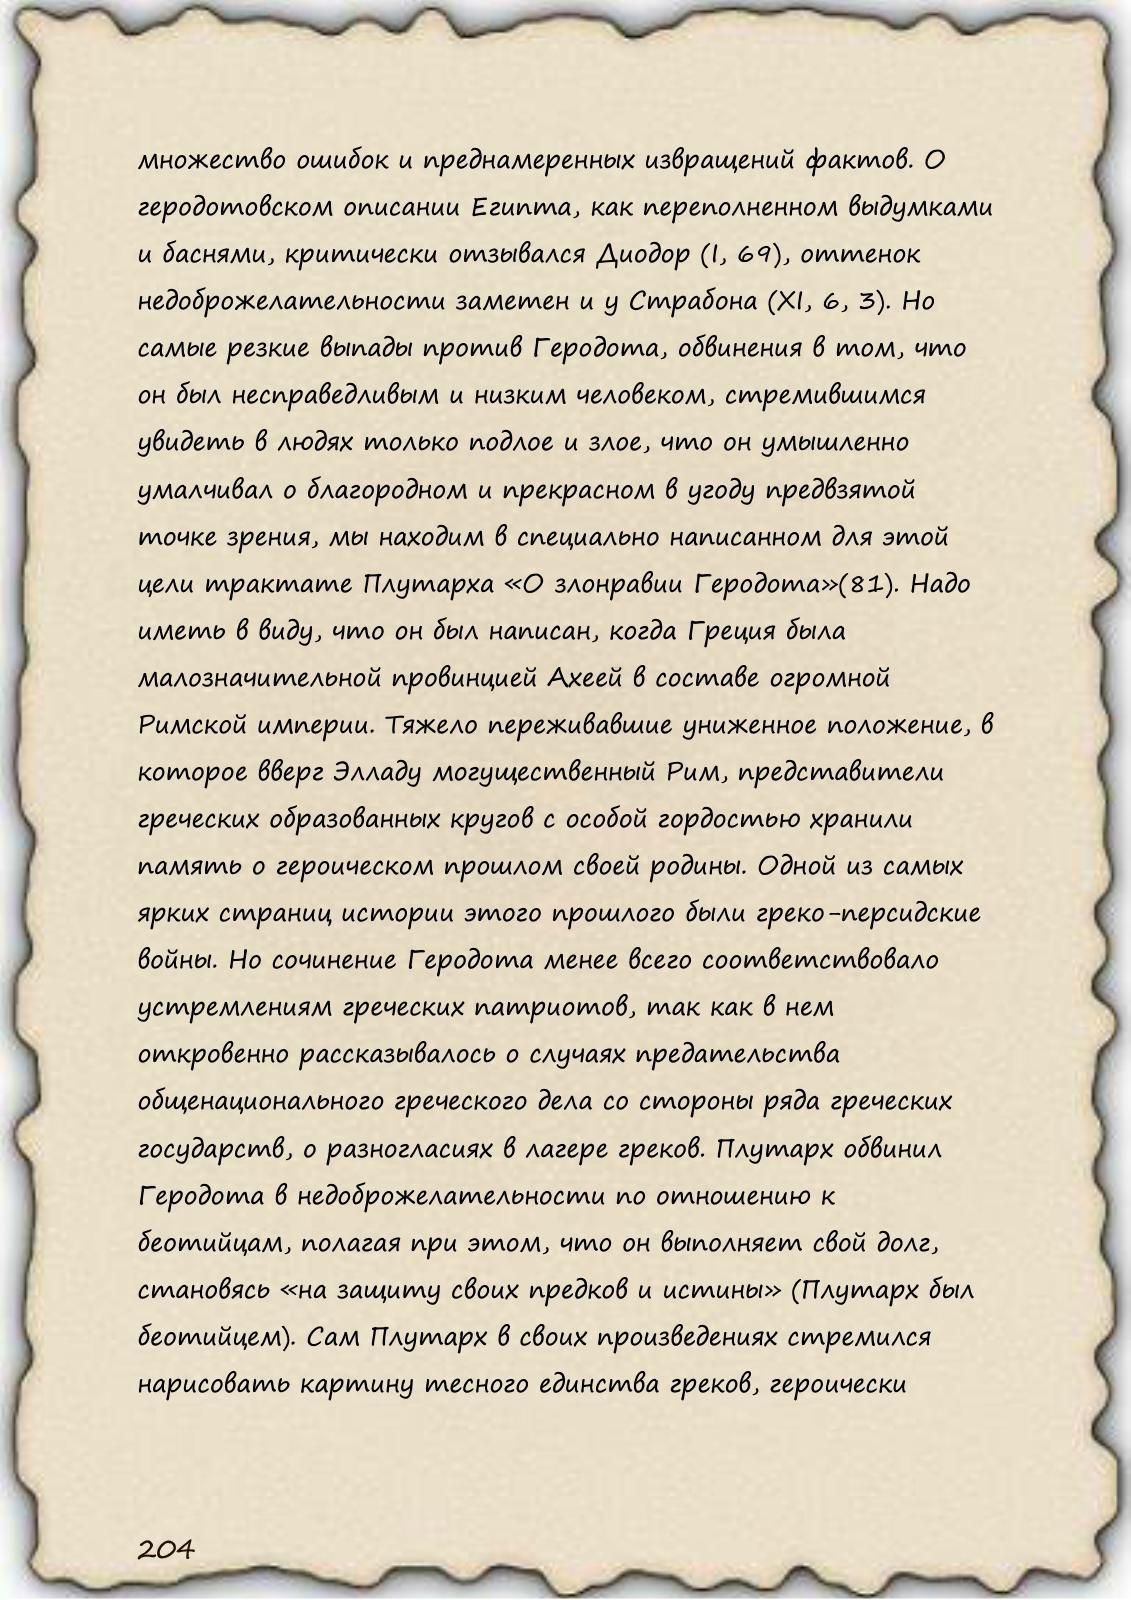 множество ошибок и преднамеренных извращений фактов. О
геродотовском описании Египта, как переполненном выдумками
и баснями, критически отзывался Диодор (I, 69), оттенок
недоброжелательности заметен и у Страбона (XI, 6, 3). Но
самые резкие выпады против Геродота, обвинения в том, что
он был несправедливым и низким человеком, стремившимся
увидеть в людях только подлое и злое, что он умышленно
умалчивал о благородном и прекрасном в угоду предвзятой
точке зрения, мы находим в специально написанном для этой
цели трактате Плутарха «О злонравии Геродота»(81). Надо
иметь в виду, что он был написан, когда Греция была
малозначительной провинцией Ахеей в составе огромной
Римской империи. Тяжело переживавшие униженное положение, в
которое вверг Элладу могущественный Рим, представители
греческих образованных кругов с особой гордостью хранили
память о героическом прошлом своей родины. Одной из самых
ярких страниц истории этого прошлого были греко-персидские
войны. Но сочинение Геродота менее всего соответствовало
устремлениям греческих патриотов, так как в нем
откровенно рассказывалось о случаях предательства
общенационального греческого дела со стороны ряда греческих
государств, о разногласиях в лагере греков. Плутарх обвинил
Геродота в недоброжелательности по отношению к
беотийцам, полагая при этом, что он выполняет свой долг,
становясь «на защиту своих предков и истины» (Плутарх был
беотийцем). Сам Плутарх в своих произведениях стремился
нарисовать картину тесного единства греков, героически
204